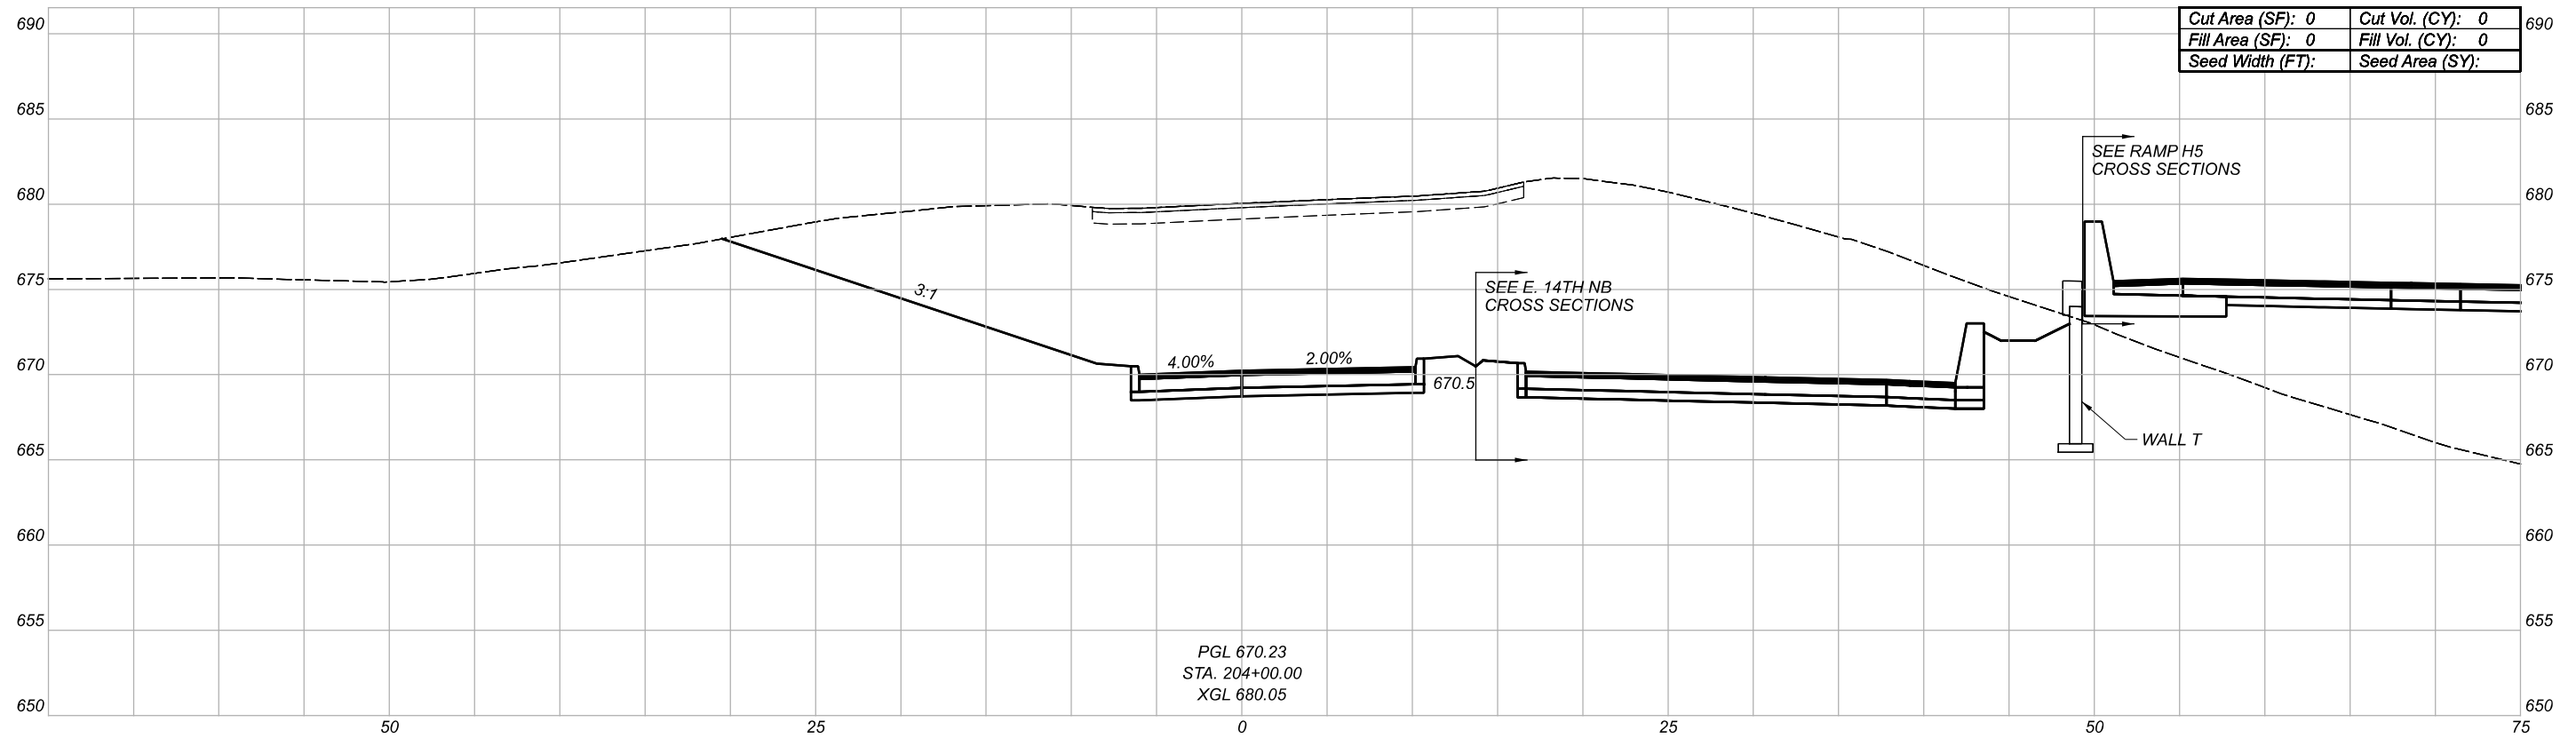 690
Cut Area (SF): 0 Cut Vol. (CY): 0
690
Fill Area (SF): 0 Fill Vol. (CY): 0
Seed Width (FT): Seed Area (SY):
685
685
SEE RAMP H5
CROSS SECTIONS
680
680
675
675
3:1
SEE E. 14TH NB
CROSS SECTIONS
670
4.00%
2.00%
670
670.5
665
WALL T
665
660
660
655
655
PGL 670.23
STA. 204+00.00
XGL 680.05
650
650
50
25
0
25
50
75